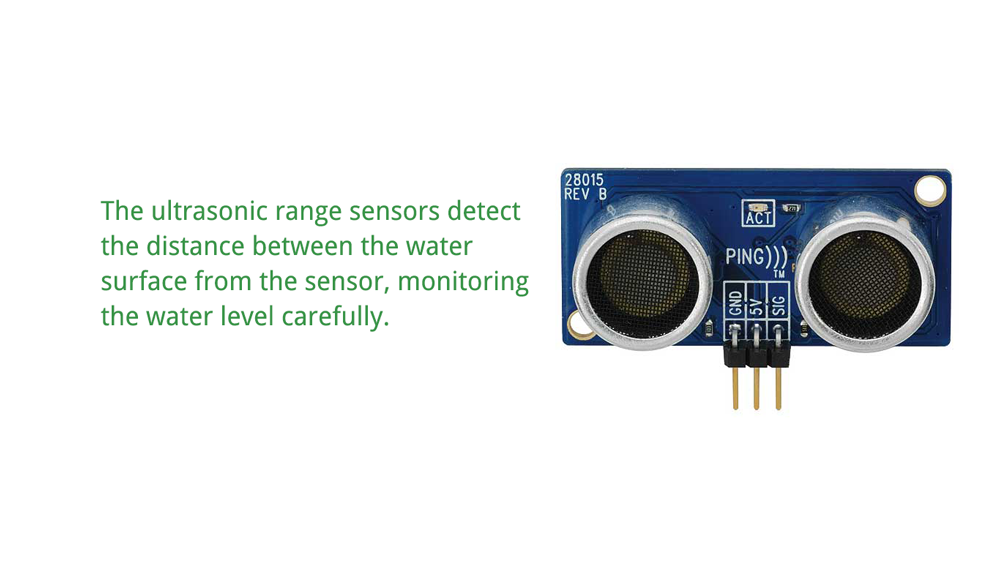 The ultrasonic range sensors detect
the distance between the water
surface from the sensor, monitoring
the water level carefully.
28015
REV B
ACT
PING)))
TM
GND
5V
SIG